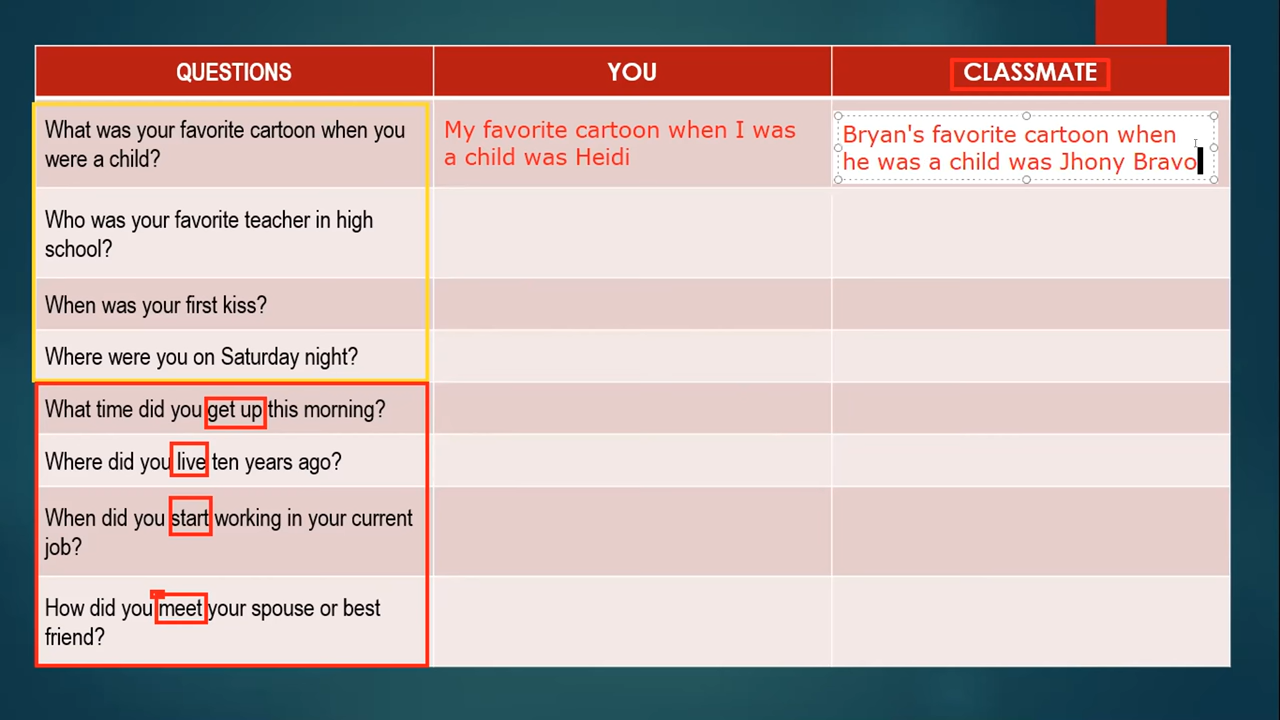 QUESTIONS
YOU
CLASSMATE
What was your favorite cartoon when you
were a child?
My favorite cartoon when I was
a child was Heidi
Bryan's favorite cartoon when
he was a child was Jhony Bravo
Who was your favorite teacher in high
school?
When was your first kiss?
Where were you on Saturday night?
What time did you get up this morning?
Where did you live ten years ago?
When did you start working in your current
job?
How did you meet your spouse or best
friend?